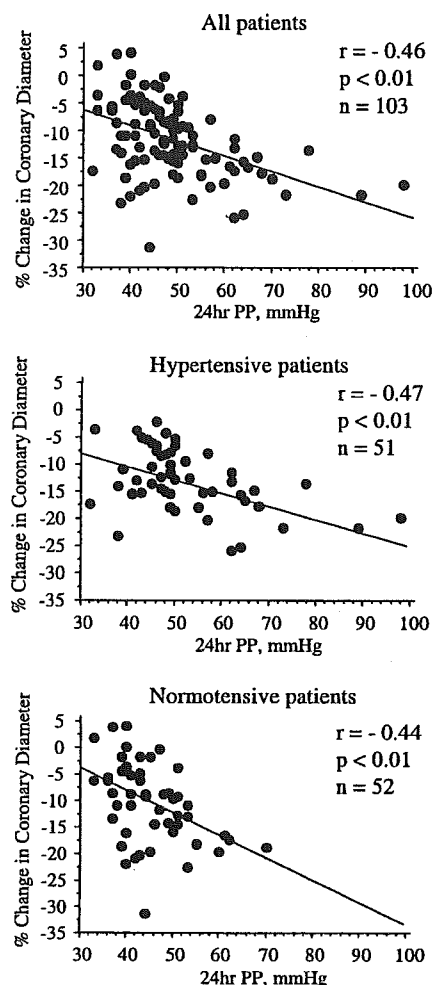 All patients
r = - 0.46
p < 0.01
n = 103
% Change in Coronary Diameter
5
0
-5
-10
-15
-20
-25
-30
-35
30 40 50 60 70 80 90 100
24hr PP, mmHg
Hypertensive patients
r = - 0.47
p < 0.01
n = 51
% Change in Coronary Diameter
5
0
-5
-10
-15
-20
-25
-30
-35
30 40 50 60 70 80 90 100
24hr PP, mmHg
Normotensive patients
r = - 0.44
p < 0.01
n = 52
% Change in Coronary Diameter
5
0
-5
-10
-15
-20
-25
-30
-35
30 40 50 60 70 80 90 100
24hr PP, mmHg